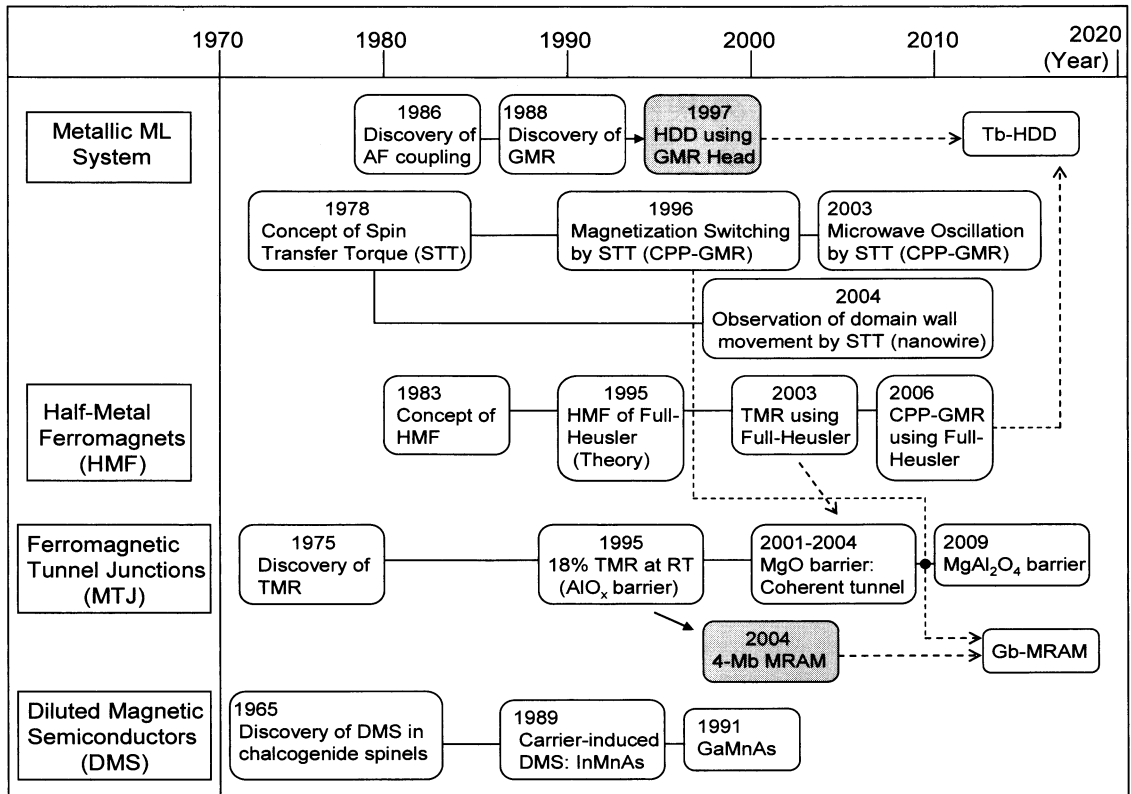 1970 1980 1990 2000 2010 2020
(Year)
Metallic ML
System
1986
Discovery of
AF coupling
1988
Discovery of
GMR
1997
HDD using
GMR Head
Tb-HDD
1978
Concept of Spin
Transfer Torque (STT)
1996
Magnetization Switching
by STT (CPP-GMR)
2003
Microwave Oscillation
by STT (CPP-GMR)
2004
Observation of domain wall
movement by STT (nanowire)
Half-Metal
Ferromagnets
(HMF)
1983
Concept of
HMF
1995
HMF of Full-
Heusler
(Theory)
2003
TMR using
Full-Heusler
2006
CPP-GMR
using Full-
Heusler
Ferromagnetic
Tunnel Junctions
(MTJ)
1975
Discovery of
TMR
1995
18% TMR at RT
(AlOx barrier)
2001-2004
MgO barrier:
Coherent tunnel
2009
MgAl2O4 barrier
2004
4-Mb MRAM
Gb-MRAM
Diluted Magnetic
Semiconductors
(DMS)
1965
Discovery of DMS in
chalcogenide spinels
1989
Carrier-induced
DMS: InMnAs
1991
GaMnAs